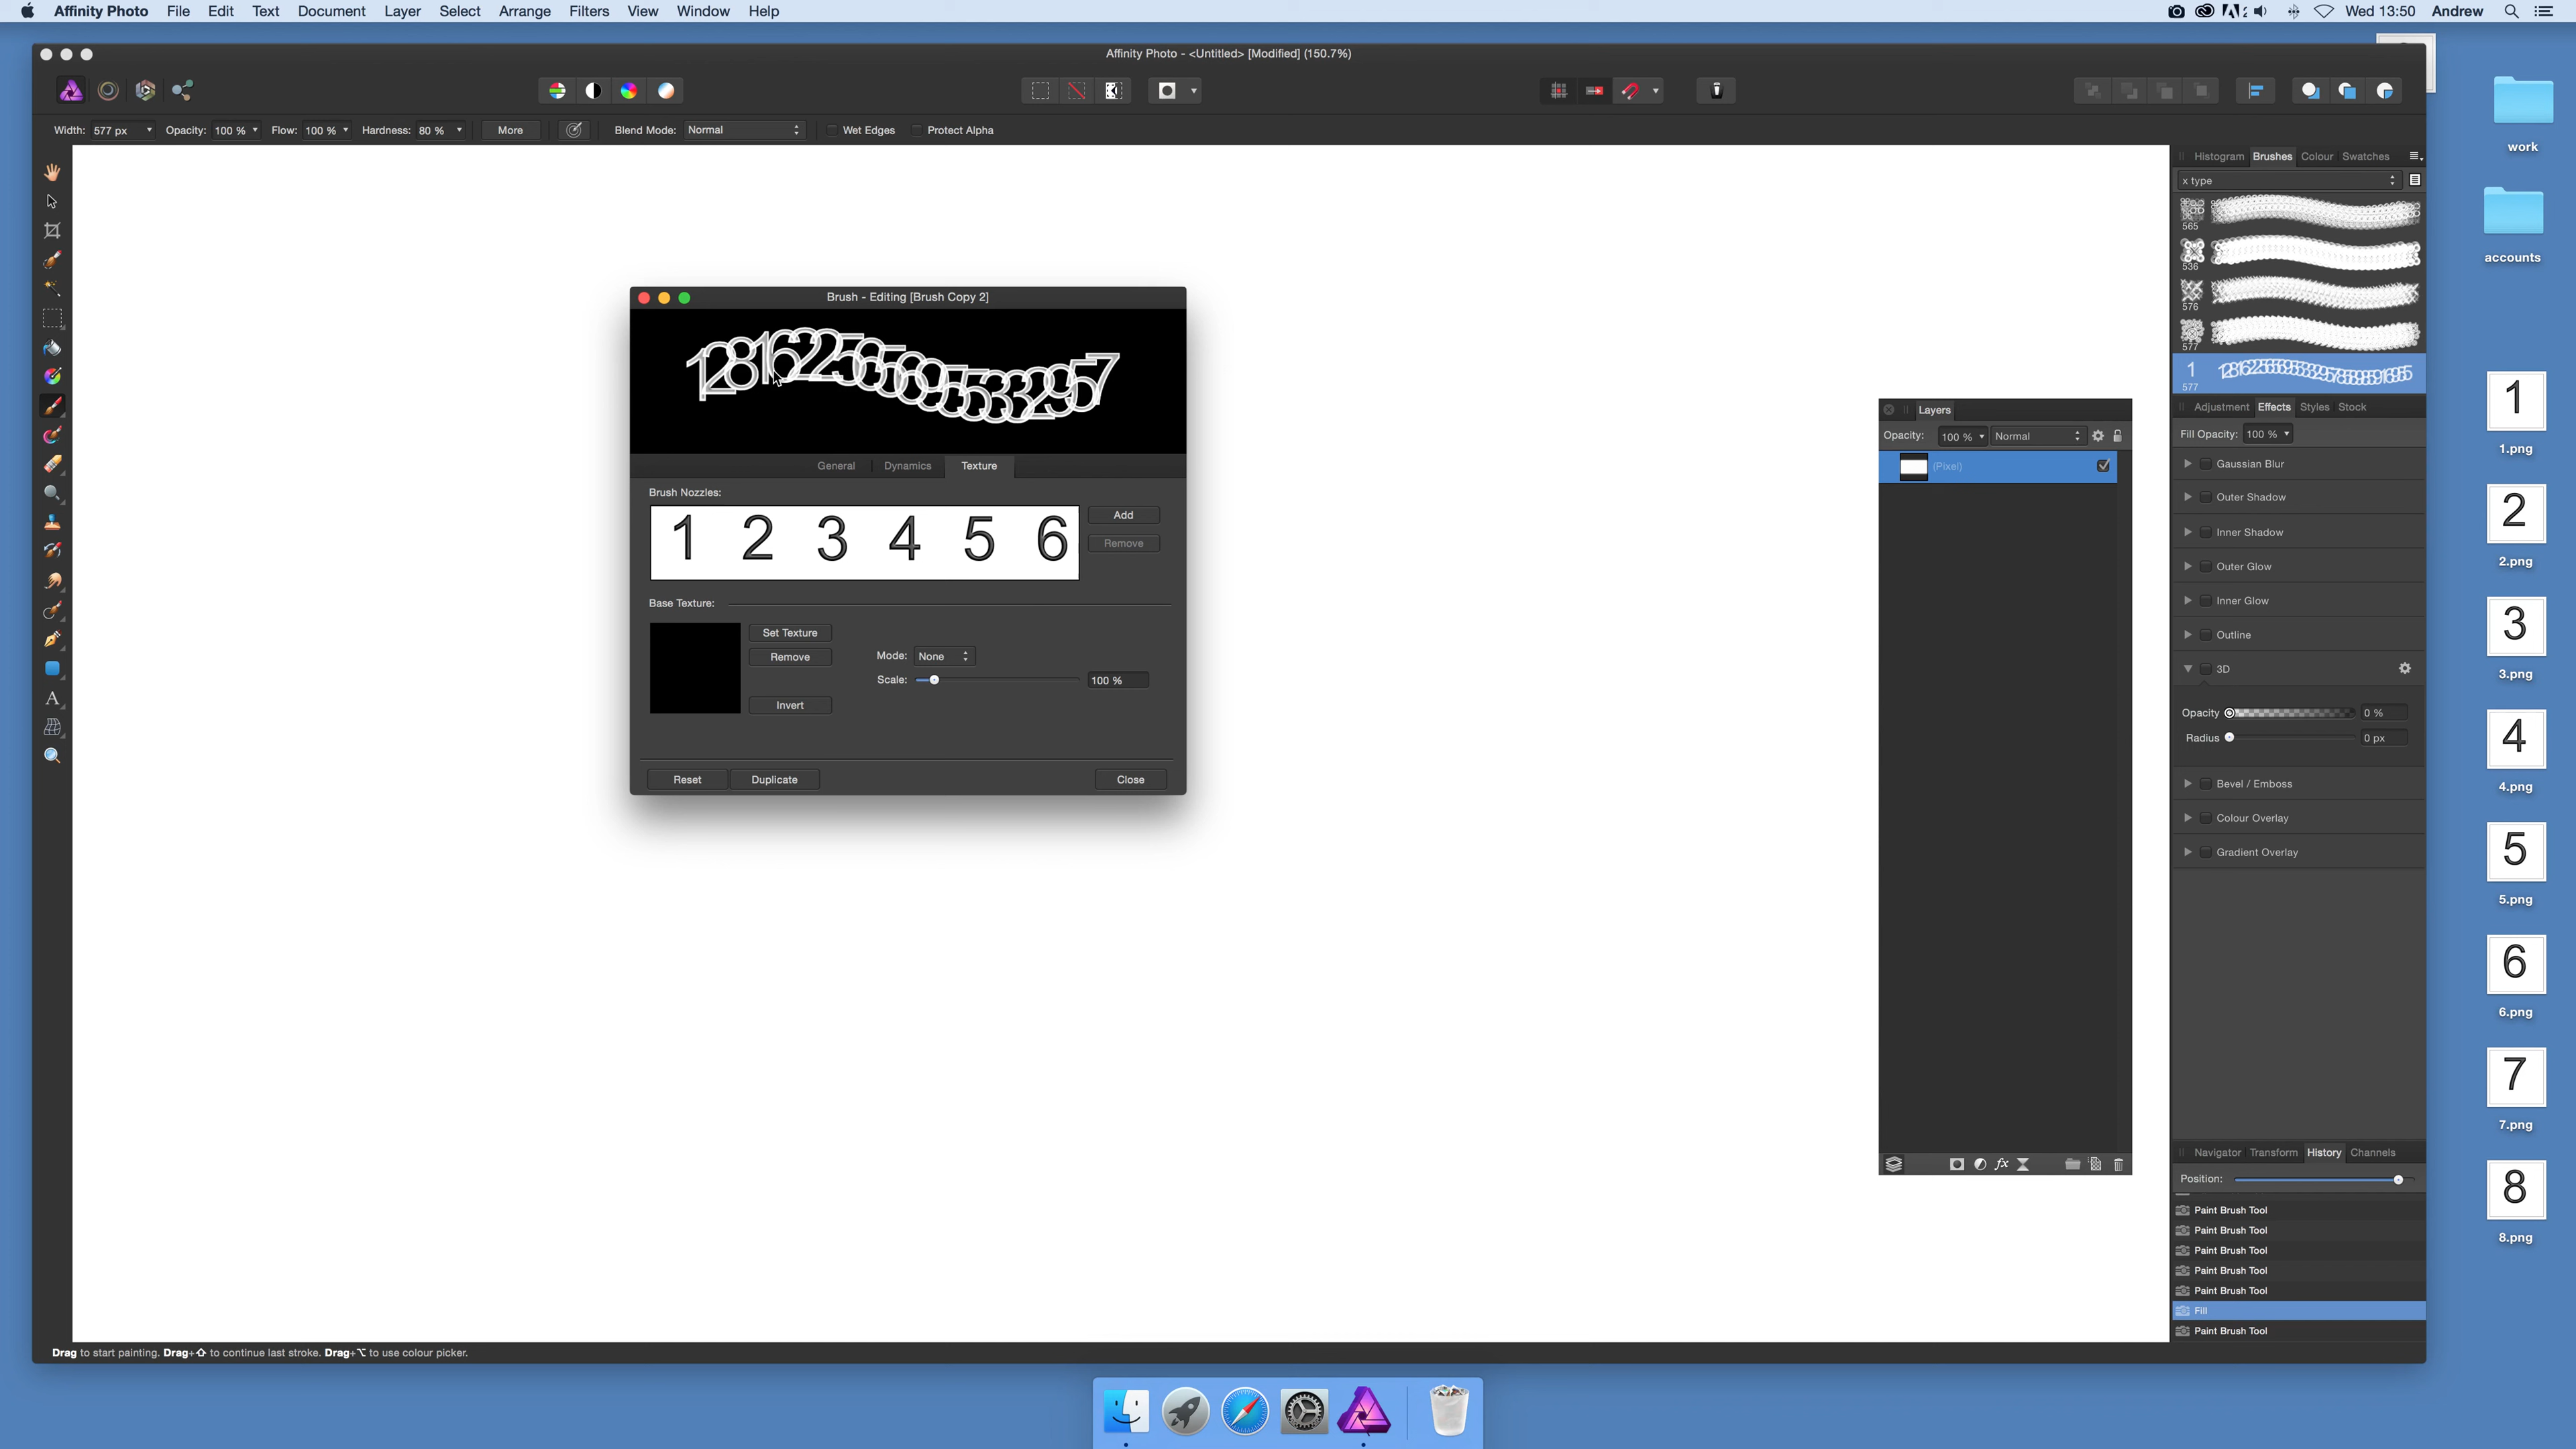 Affinity Photo File Edit Text Document Layer Select Arrange Filters View Window Help
2 Wed 13:50 Andrew
Affinity Photo - <Untitled> [Modified] (150.7%)
Width: 577 px Opacity: 100 % Flow: 100 % Hardness: 80 % More Blend Mode: Normal Wet Edges Protect Alpha
Histogram Brushes Colour Swatches
x type
565
536
576
577
1
577
Brush - Editing [Brush Copy 2]
General Dynamics Texture
Brush Nozzles:
1 2 3 4 5 6
Add
Remove
Base Texture:
Set Texture
Remove
Invert
Mode: None
Scale: 100 %
Reset Duplicate Close
Layers
Opacity: 100 % Normal
(Pixel)
Adjustment Effects Styles Stock
Fill Opacity: 100 %
Gaussian Blur
Outer Shadow
Inner Shadow
Outer Glow
Inner Glow
Outline
3D
Opacity 0 %
Radius 0 px
Bevel / Emboss
Colour Overlay
Gradient Overlay
Navigator Transform History Channels
Position:
Paint Brush Tool
Paint Brush Tool
Paint Brush Tool
Paint Brush Tool
Paint Brush Tool
Fill
Paint Brush Tool
work
accounts
1
1.png
2
2.png
3
3.png
4
4.png
5
5.png
6
6.png
7
7.png
8
8.png
Drag to start painting. Drag+⇧ to continue last stroke. Drag+⌥ to use colour picker.